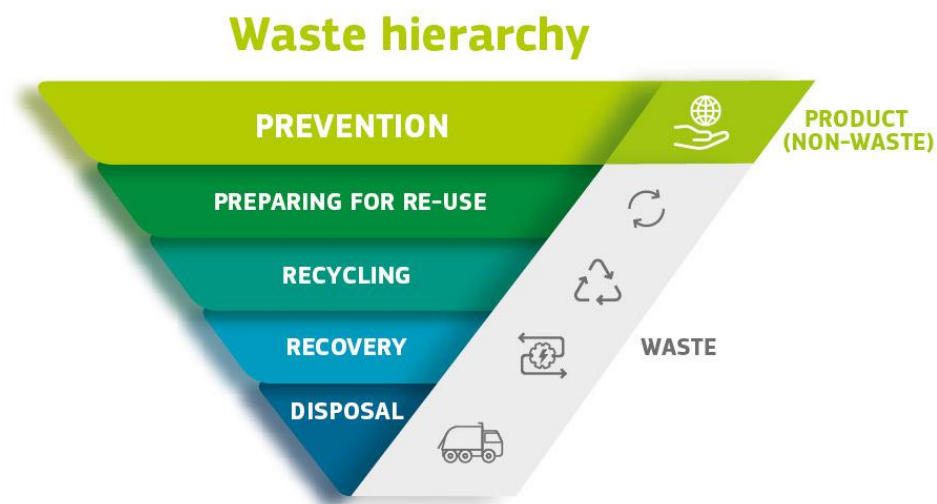 Waste hierarchy
PREVENTION
PRODUCT
(NON-WASTE)
PREPARING FOR RE-USE
RECYCLING
RECOVERY
WASTE
DISPOSAL